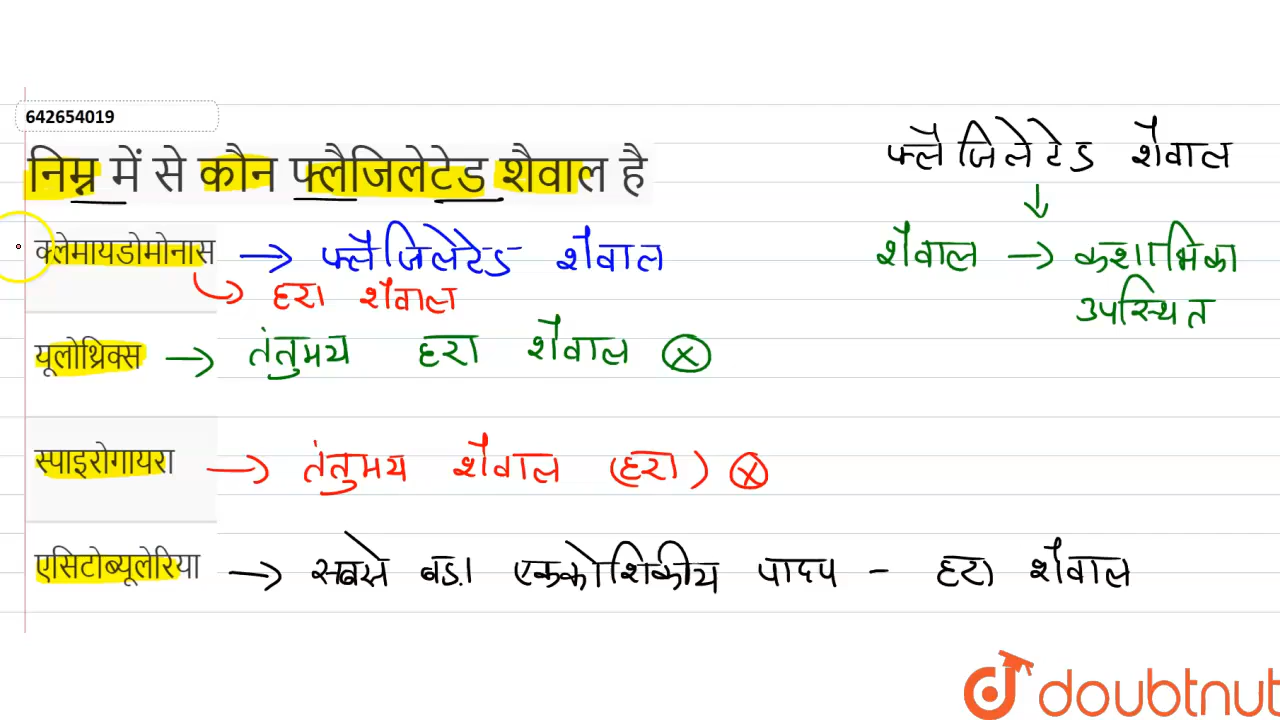 642654019
निम्न में से कौन फ्लैजिलेटेड शैवाल है
फ्लैजिलेटेड शैवाल
क्लेमायडोमोनास → फ्लैजिलेटेड शैवाल
हरा शैवाल
शैवाल → कशाभिका
उपस्थित
यूलोथ्रिक्स → तंतुमय हरा शैवाल
स्पाइरोगायरा → तंतुमय शैवाल (हरा)
एसिटोब्यूलेरिया → सबसे बड़ा एककोशिकीय पादप - हरा शैवाल
doubtnut